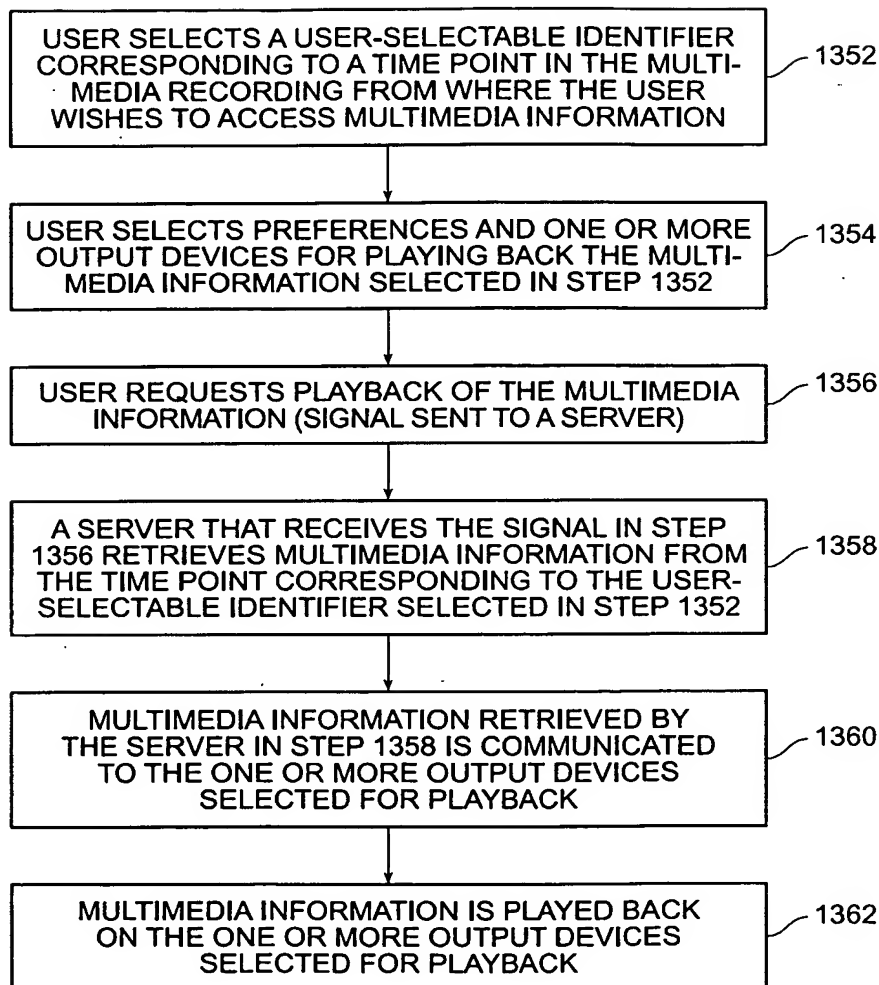 USER SELECTS A USER-SELECTABLE IDENTIFIER
CORRESPONDING TO A TIME POINT IN THE MULTI-
MEDIA RECORDING FROM WHERE THE USER
WISHES TO ACCESS MULTIMEDIA INFORMATION
1352
USER SELECTS PREFERENCES AND ONE OR MORE
OUTPUT DEVICES FOR PLAYING BACK THE MULTI-
MEDIA INFORMATION SELECTED IN STEP 1352
1354
USER REQUESTS PLAYBACK OF THE MULTIMEDIA
INFORMATION (SIGNAL SENT TO A SERVER)
1356
A SERVER THAT RECEIVES THE SIGNAL IN STEP
1356 RETRIEVES MULTIMEDIA INFORMATION FROM
THE TIME POINT CORRESPONDING TO THE USER-
SELECTABLE IDENTIFIER SELECTED IN STEP 1352
1358
MULTIMEDIA INFORMATION RETRIEVED BY
THE SERVER IN STEP 1358 IS COMMUNICATED
TO THE ONE OR MORE OUTPUT DEVICES
SELECTED FOR PLAYBACK
1360
MULTIMEDIA INFORMATION IS PLAYED BACK
ON THE ONE OR MORE OUTPUT DEVICES
SELECTED FOR PLAYBACK
1362